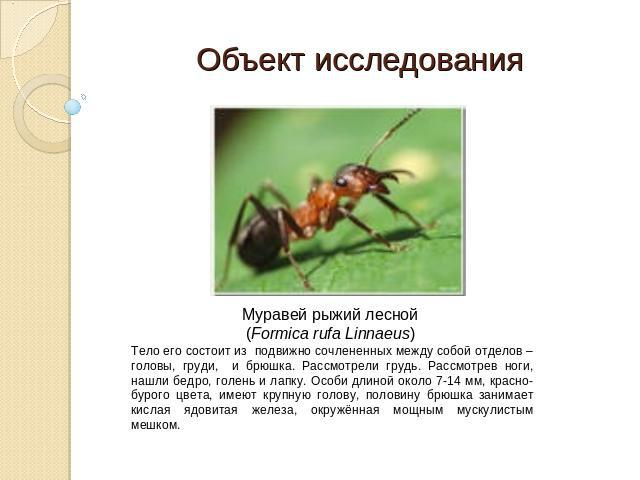 Объект исследования
Муравей рыжий лесной
(Formica rufa Linnaeus)
Тело его состоит из подвижно сочлененных между собой отделов –
головы, груди, и брюшка. Рассмотрели грудь. Рассмотрев ноги,
нашли бедро, голень и лапку. Особи длиной около 7-14 мм, красно-
бурого цвета, имеют крупную голову, половину брюшка занимает
кислая ядовитая железа, окружённая мощным мускулистым
мешком.